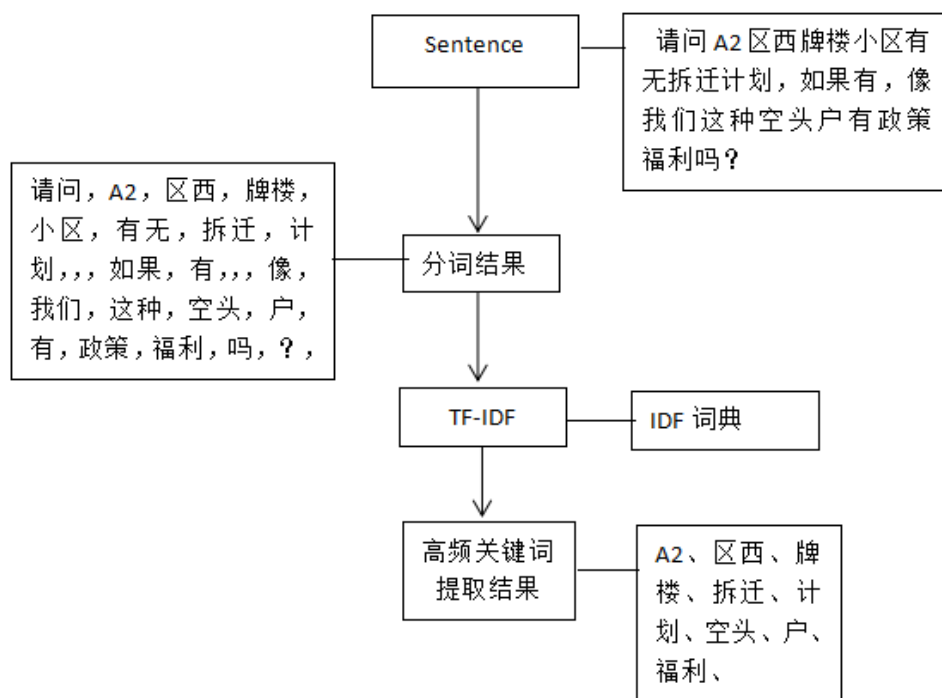 Sentence
请问 A2 区西牌楼小区有
无拆迁计划，如果有，像
我们这种空头户有政策
福利吗？
请问，A2，区西，牌楼，
小区，有无，拆迁，计
划，，，如果，有，，，像，
我们，这种，空头，户，
有，政策，福利，吗，？，
分词结果
TF-IDF
IDF 词典
高频关键词
提取结果
A2、区西、牌
楼、拆迁、计
划、空头、户、
福利、